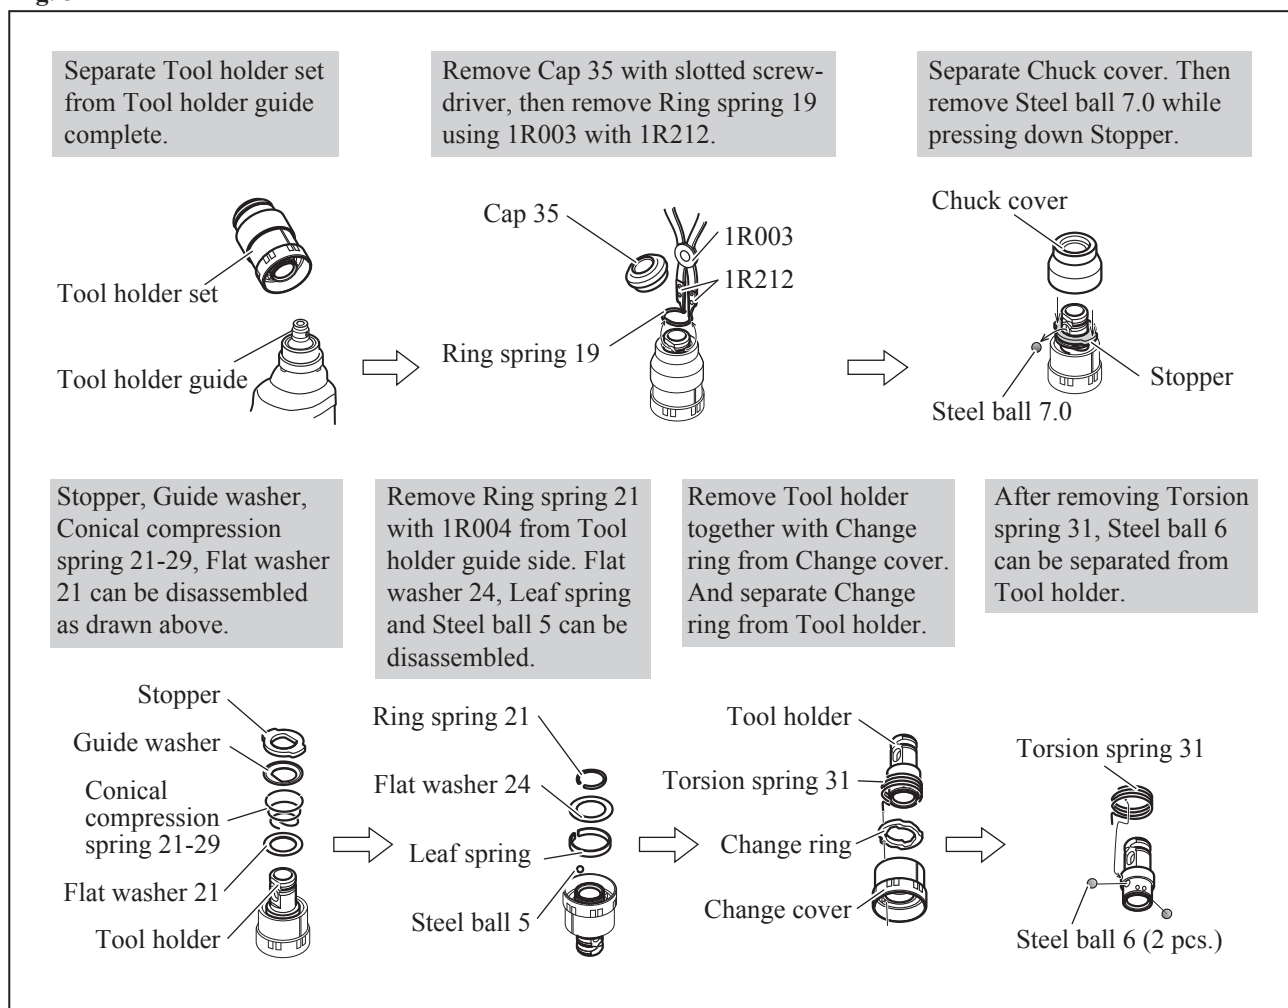 Separate Tool holder set
from Tool holder guide
complete.
Remove Cap 35 with slotted screw-
driver, then remove Ring spring 19
using 1R003 with 1R212.
Separate Chuck cover. Then
remove Steel ball 7.0 while
pressing down Stopper.
Tool holder set
Tool holder guide
Cap 35
1R003
1R212
Ring spring 19
Chuck cover
Stopper
Steel ball 7.0
Stopper, Guide washer,
Conical compression
spring 21-29, Flat washer
21 can be disassembled
as drawn above.
Remove Ring spring 21
with 1R004 from Tool
holder guide side. Flat
washer 24, Leaf spring
and Steel ball 5 can be
disassembled.
Remove Tool holder
together with Change
ring from Change cover.
And separate Change
ring from Tool holder.
After removing Torsion
spring 31, Steel ball 6
can be separated from
Tool holder.
Stopper
Guide washer
Conical
compression
spring 21-29
Flat washer 21
Tool holder
Ring spring 21
Flat washer 24
Leaf spring
Steel ball 5
Tool holder
Torsion spring 31
Change ring
Change cover
Torsion spring 31
Steel ball 6 (2 pcs.)